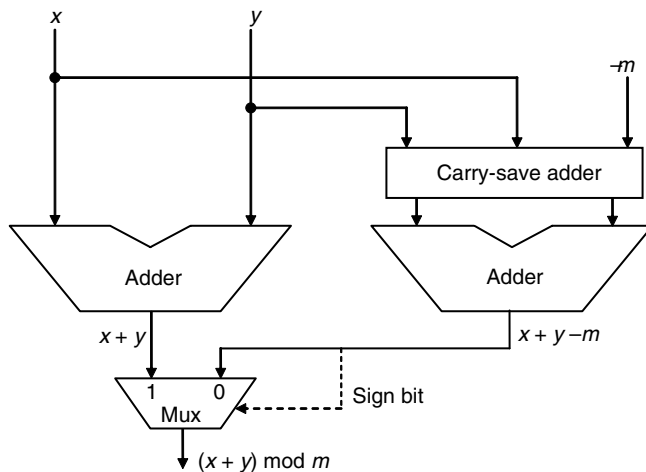 x
y
–m
Carry-save adder
Adder
Adder
x + y
x + y –m
1
0
Mux
Sign bit
(x + y) mod m